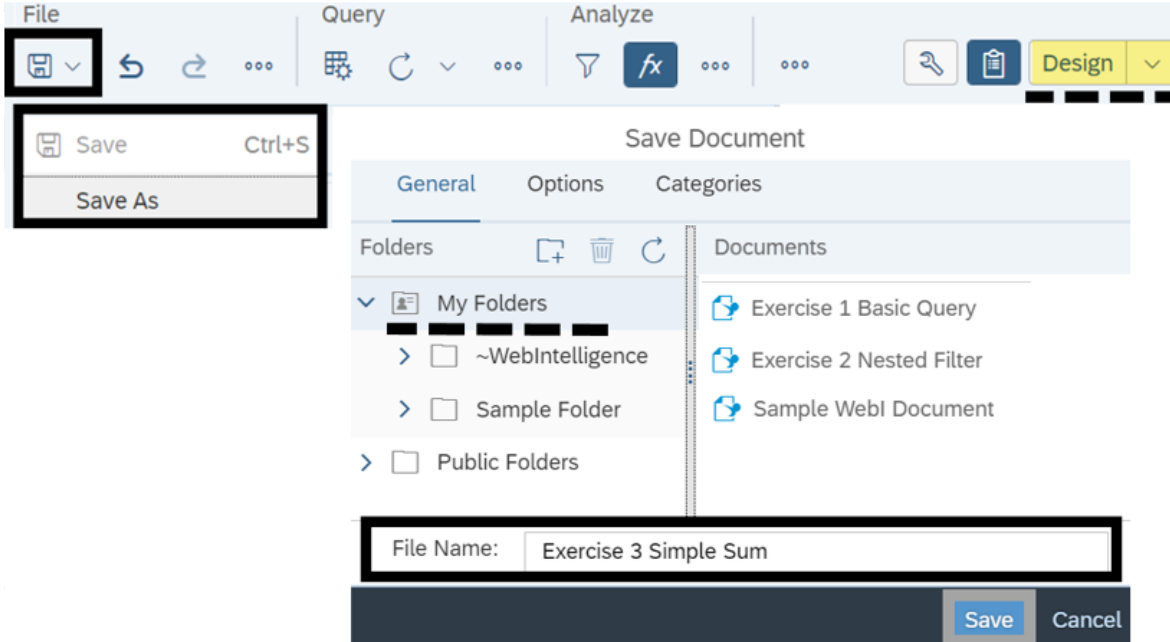 File Query Analyze
fx Design
Save Document
Save Ctrl+S
General Options Categories
Save As
Folders Documents
My Folders
Exercise 1 Basic Query
~WebIntelligence
Exercise 2 Nested Filter
Sample Folder
Sample WebI Document
Public Folders
File Name: Exercise 3 Simple Sum
Save Cancel